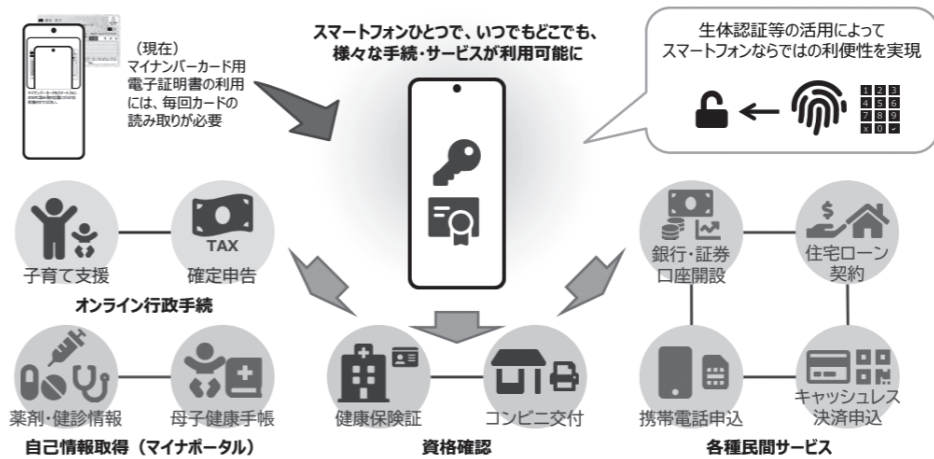 スマートフォンひとつで、いつでもどこでも、
様々な手続・サービスが利用可能に
（現在）
マイナンバーカード用
電子証明書の利用
には、毎回カードの
読み取りが必要
生体認証等の活用によって
スマートフォンならではの利便性を実現
1 2 3
4 5 6
7 8 9
x 0
TAX
子育て支援
確定申告
オンライン行政手続
薬剤・健診情報
母子健康手帳
自己情報取得（マイナポータル）
健康保険証
コンビニ交付
資格確認
銀行・証券
口座開設
$
住宅ローン
契約
携帯電話申込
キャッシュレス
決済申込
各種民間サービス